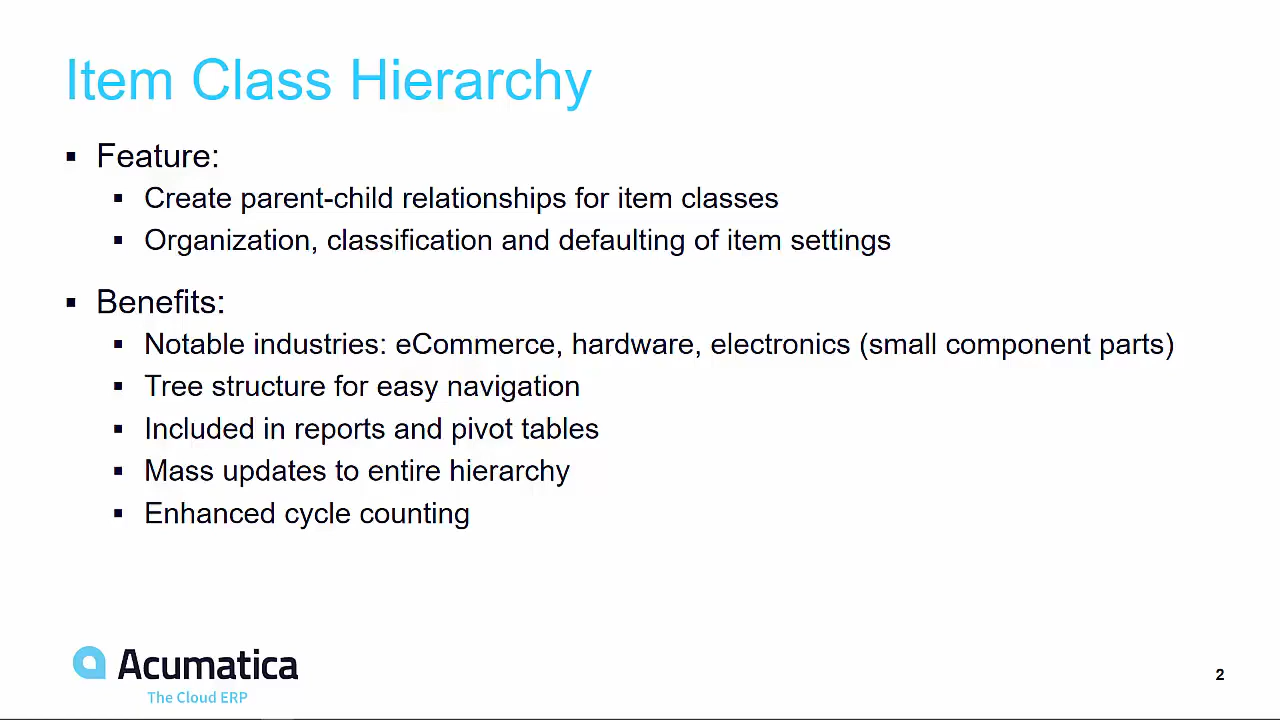 Item Class Hierarchy
▪ Feature:
▪ Create parent-child relationships for item classes
▪ Organization, classification and defaulting of item settings
▪ Benefits:
▪ Notable industries: eCommerce, hardware, electronics (small component parts)
▪ Tree structure for easy navigation
▪ Included in reports and pivot tables
▪ Mass updates to entire hierarchy
▪ Enhanced cycle counting
Acumatica
The Cloud ERP
2